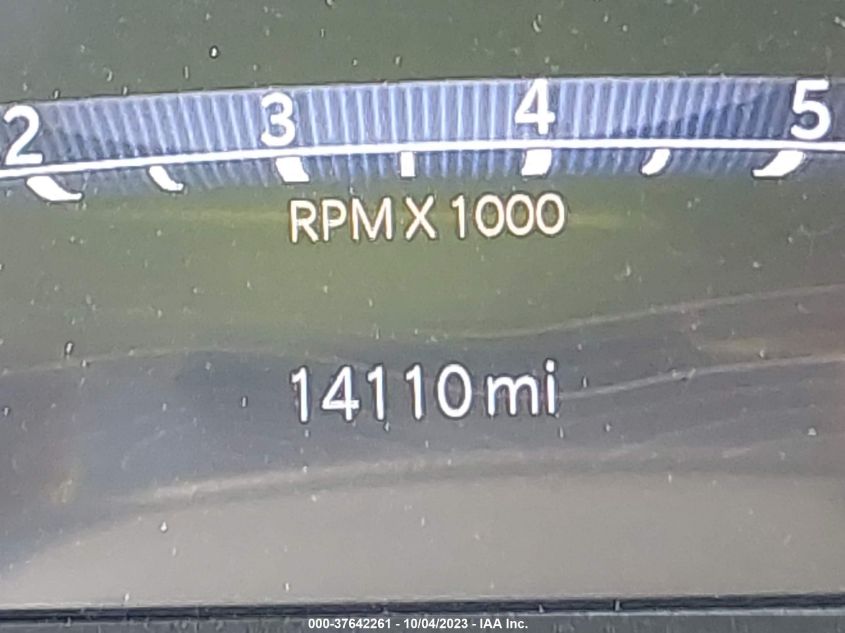 2 3 4 5
RPM X 1000
14110 mi
000-37642261 - 10/04/2023 - IAA Inc.